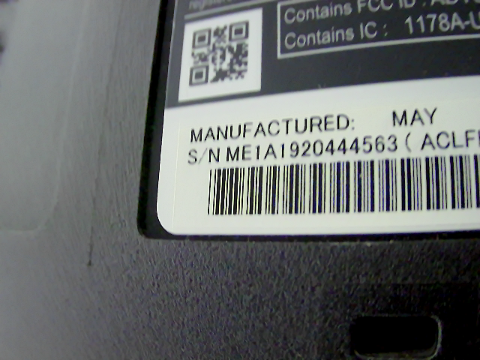 Contains FCC ID :
Contains IC : 1178A-
MANUFACTURED: MAY
S/N ME1A1920444563 ( ACLF